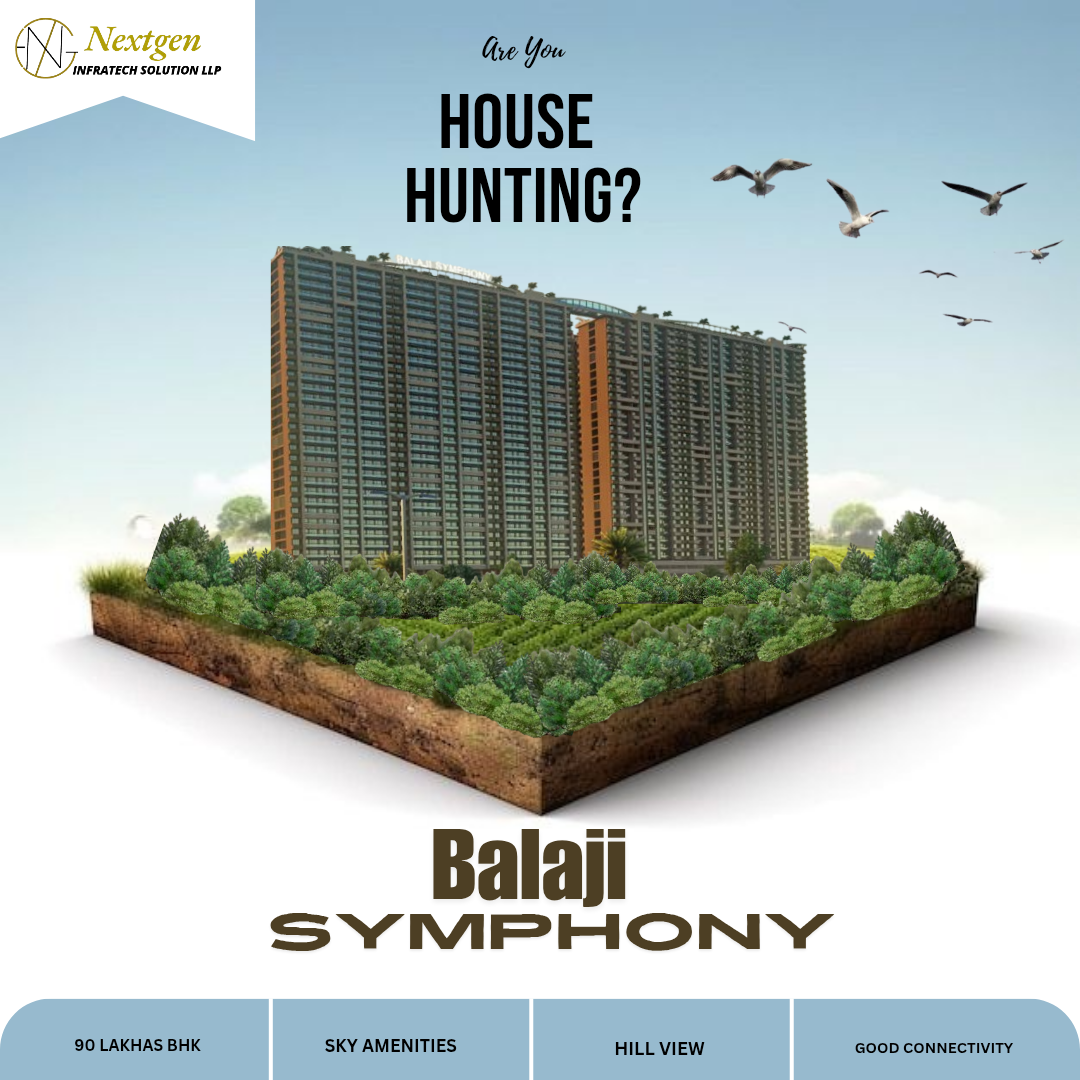 Nextgen
INFRATECH SOLUTION LLP
Are You
HOUSE
HUNTING?
BALAJI SYMPHONY
Balaji
SYMPHONY
90 LAKHAS BHK
SKY AMENITIES
HILL VIEW
GOOD CONNECTIVITY